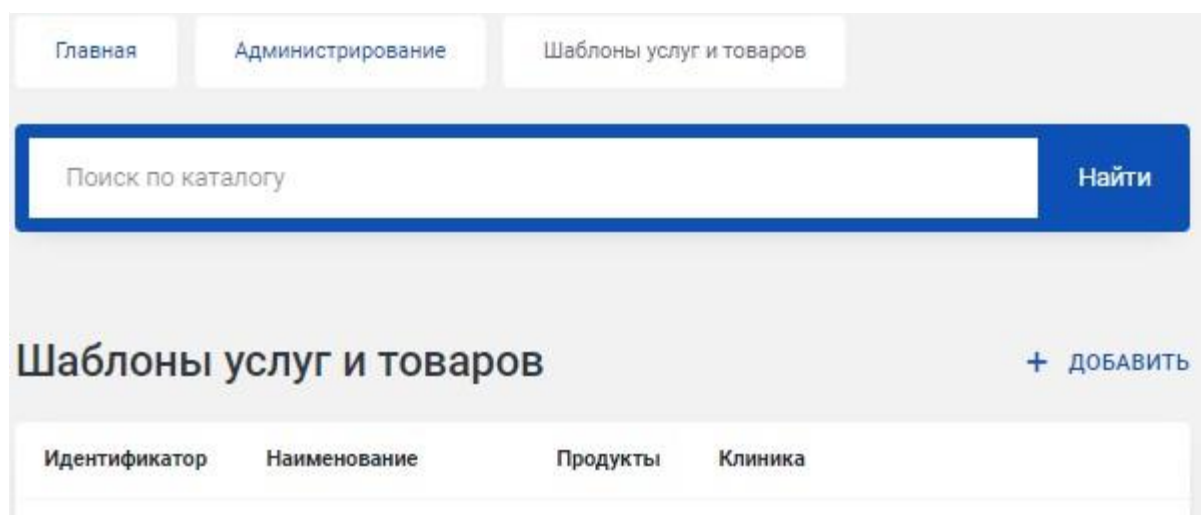 Главная Администрирование Шаблоны услуг и товаров
Поиск по каталогу Найти
Шаблоны услуг и товаров + ДОБАВИТЬ
Идентификатор Наименование Продукты Клиника